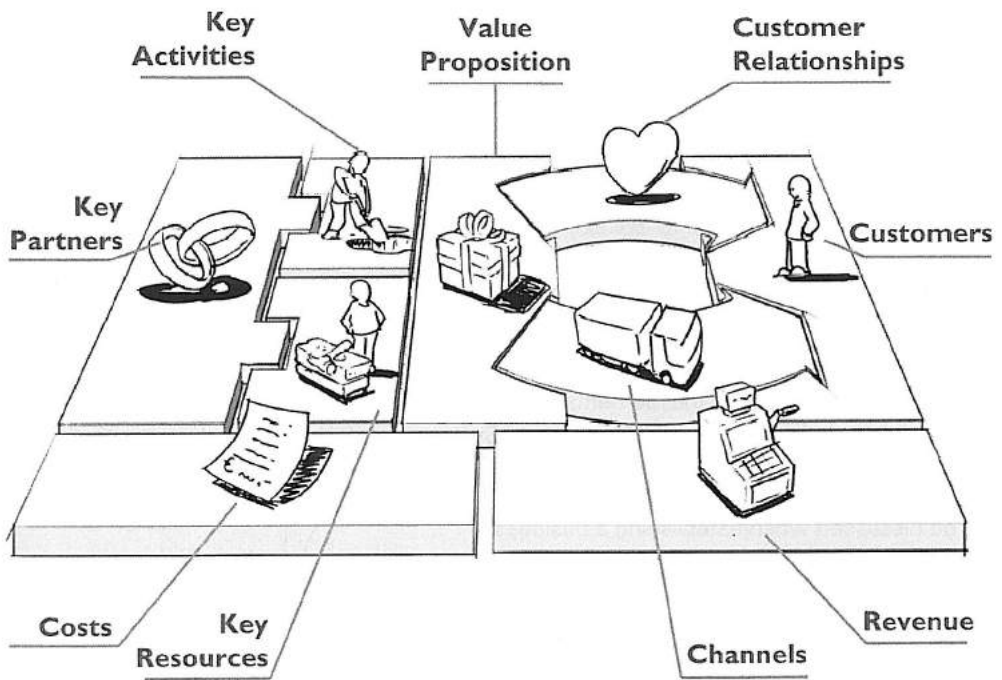 Key
Activities
Value
Proposition
Customer
Relationships
Key
Partners
Customers
Costs
Key
Resources
Channels
Revenue